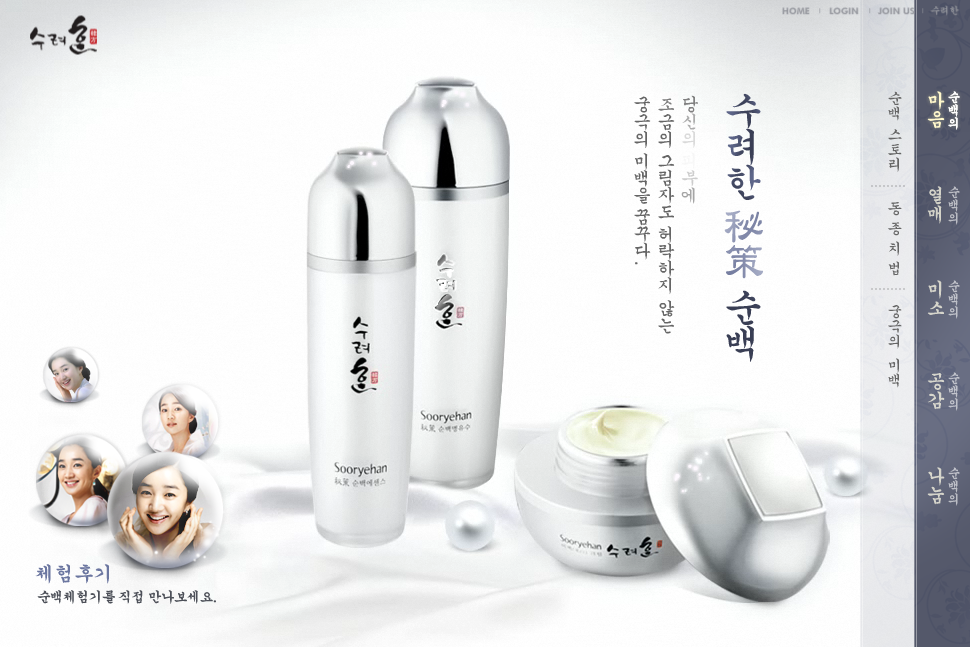 HOME
LOGIN
JOIN US
수려한
수려한
당신의 피부에
조금의 그림자도 허락하지 않는
궁극의 미백을 꿈꾸다.
수려한 秘策 순백
순백 스토리
동종치법
궁극의 미백
순백의 마음
순백의 열매
순백의 미소
순백의 공감
순백의 나눔
수려한
Sooryehan
秘策 순백에센스
수려한
Sooryehan
秘策 순백병유수
Sooryehan
수려한
체험후기
순백체험기를 직접 만나보세요.